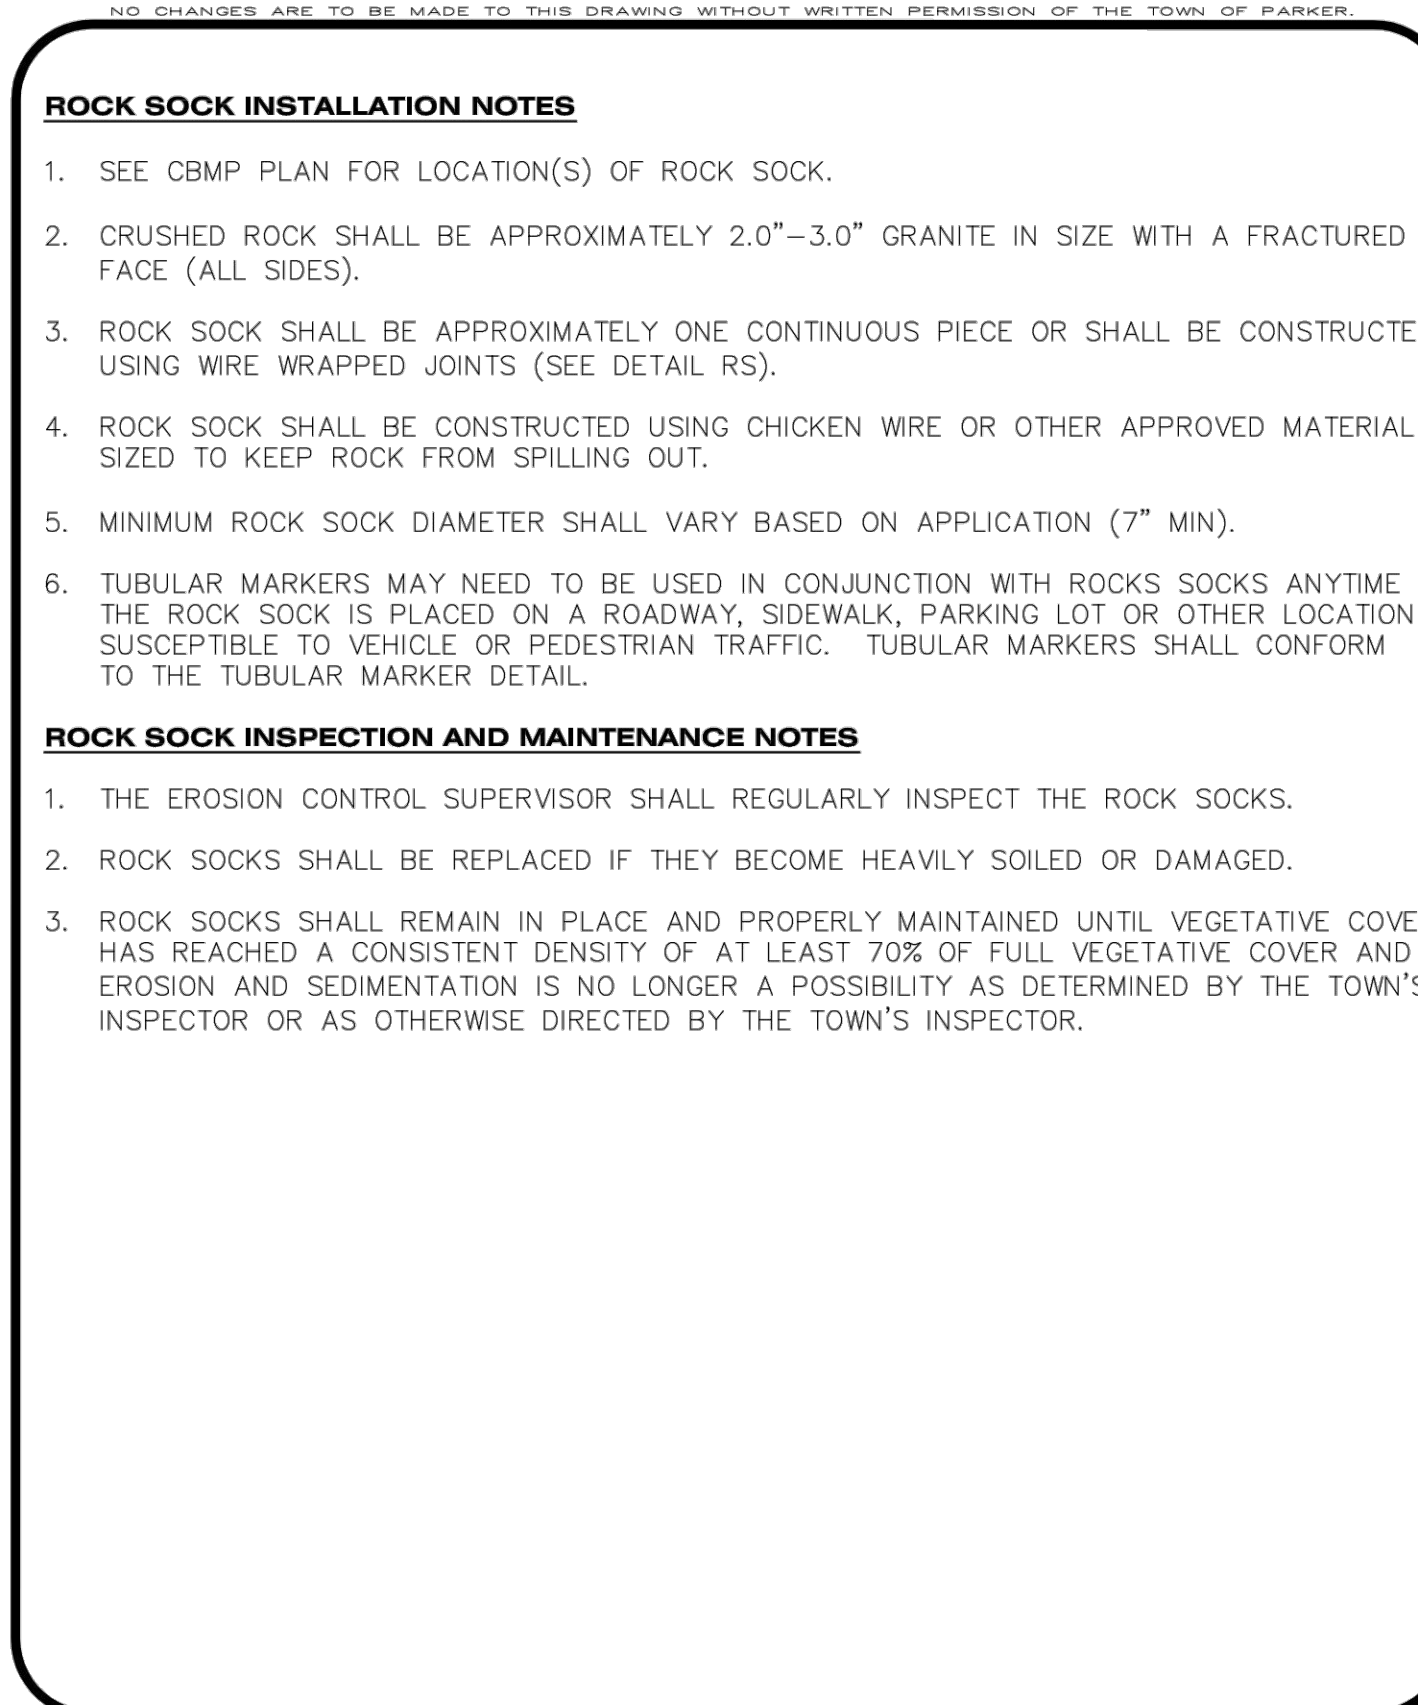 NO CHANGES ARE TO BE MADE TO THIS DRAWING WITHOUT WRITTEN PERMISSION OF THE TOWN OF PARKER.
ROCK SOCK INSTALLATION NOTES
1. SEE CBMP PLAN FOR LOCATION(S) OF ROCK SOCK.
2. CRUSHED ROCK SHALL BE APPROXIMATELY 2.0”–3.0” GRANITE IN SIZE WITH A FRACTURED
FACE (ALL SIDES).
3. ROCK SOCK SHALL BE APPROXIMATELY ONE CONTINUOUS PIECE OR SHALL BE CONSTRUCTE
USING WIRE WRAPPED JOINTS (SEE DETAIL RS).
4. ROCK SOCK SHALL BE CONSTRUCTED USING CHICKEN WIRE OR OTHER APPROVED MATERIAL
SIZED TO KEEP ROCK FROM SPILLING OUT.
5. MINIMUM ROCK SOCK DIAMETER SHALL VARY BASED ON APPLICATION (7” MIN).
6. TUBULAR MARKERS MAY NEED TO BE USED IN CONJUNCTION WITH ROCKS SOCKS ANYTIME
THE ROCK SOCK IS PLACED ON A ROADWAY, SIDEWALK, PARKING LOT OR OTHER LOCATION
SUSCEPTIBLE TO VEHICLE OR PEDESTRIAN TRAFFIC. TUBULAR MARKERS SHALL CONFORM
TO THE TUBULAR MARKER DETAIL.
ROCK SOCK INSPECTION AND MAINTENANCE NOTES
1. THE EROSION CONTROL SUPERVISOR SHALL REGULARLY INSPECT THE ROCK SOCKS.
2. ROCK SOCKS SHALL BE REPLACED IF THEY BECOME HEAVILY SOILED OR DAMAGED.
3. ROCK SOCKS SHALL REMAIN IN PLACE AND PROPERLY MAINTAINED UNTIL VEGETATIVE COVE
HAS REACHED A CONSISTENT DENSITY OF AT LEAST 70% OF FULL VEGETATIVE COVER AND
EROSION AND SEDIMENTATION IS NO LONGER A POSSIBILITY AS DETERMINED BY THE TOWN’S
INSPECTOR OR AS OTHERWISE DIRECTED BY THE TOWN’S INSPECTOR.